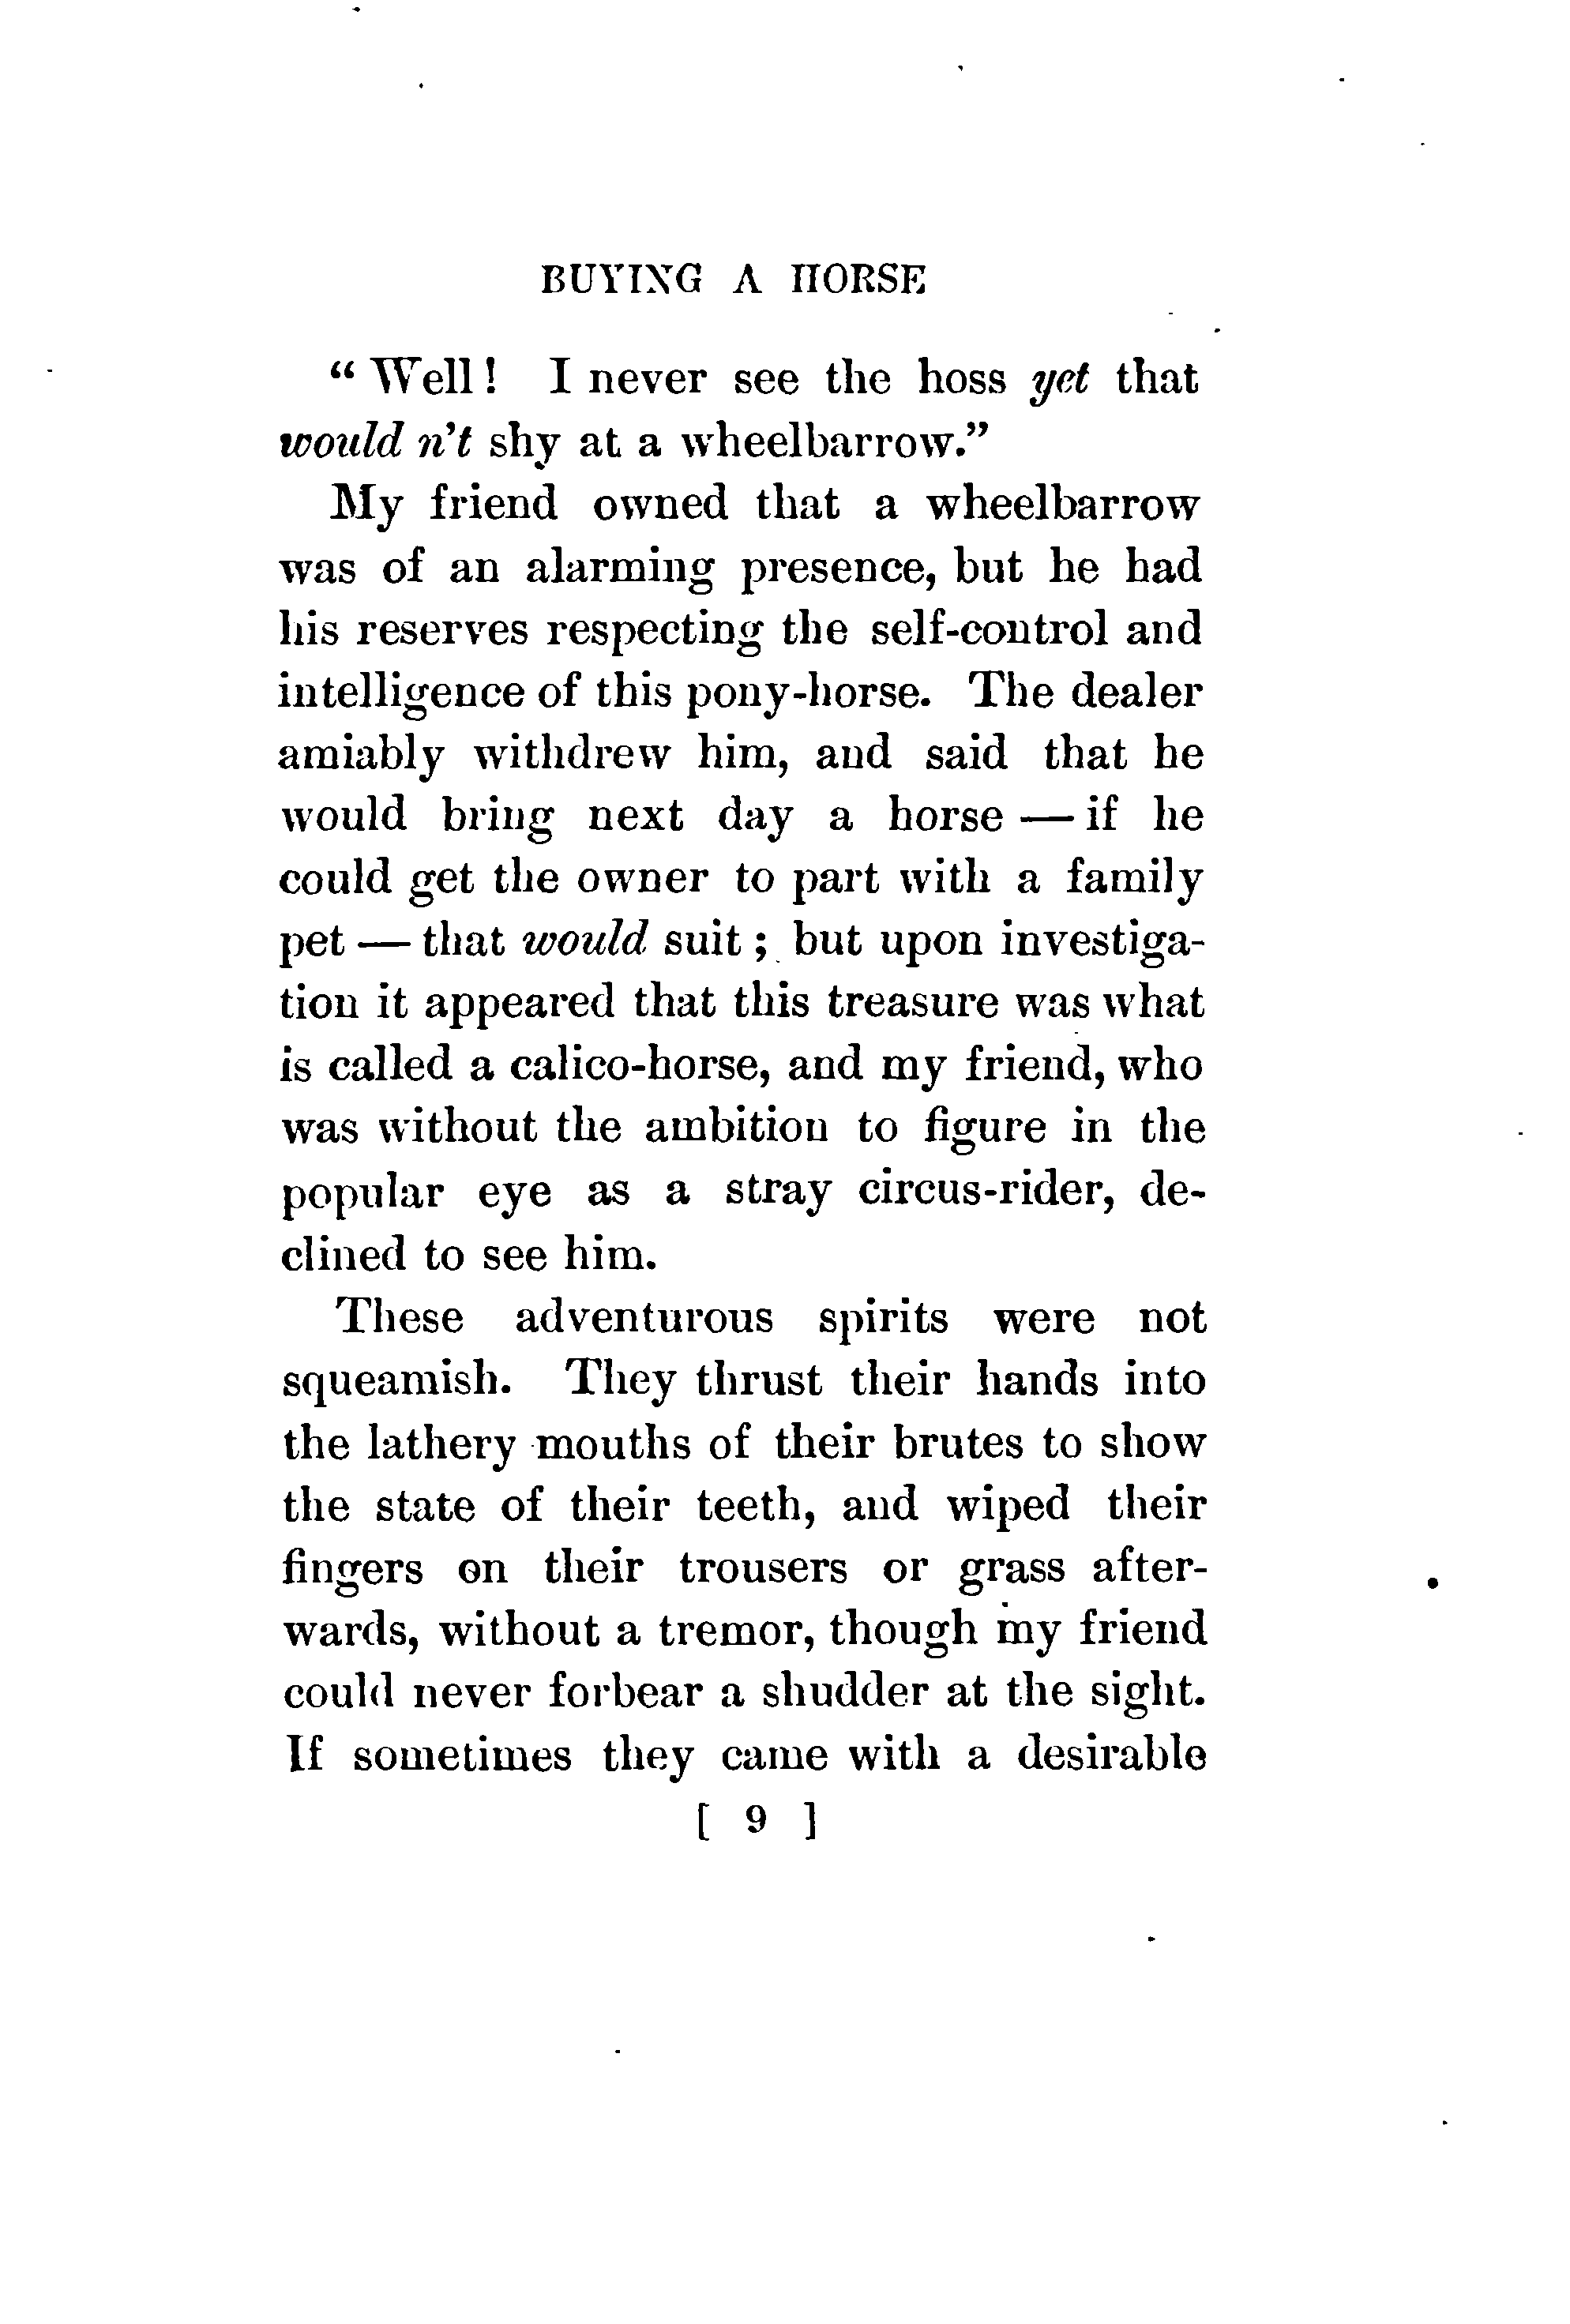 BUYING A HORSE
“ Well ! I never see the hoss yet that
would n't shy at a wheelbarrow.”
My friend owned that a wheelbarrow
was of an alarming presence, but he had
his reserves respecting the self-control and
intelligence of this pony-horse. The dealer
amiably withdrew him, and said that he
would bring next day a horse — if he
could get the owner to part with a family
pet — that would suit ; but upon investiga-
tion it appeared that this treasure was what
is called a calico-horse, and my friend, who
was without the ambition to figure in the
popular eye as a stray circus-rider, de-
clined to see him.
These adventurous spirits were not
squeamish. They thrust their hands into
the lathery mouths of their brutes to show
the state of their teeth, and wiped their
fingers on their trousers or grass after-
wards, without a tremor, though my friend
could never forbear a shudder at the sight.
If sometimes they came with a desirable
[ 9 ]